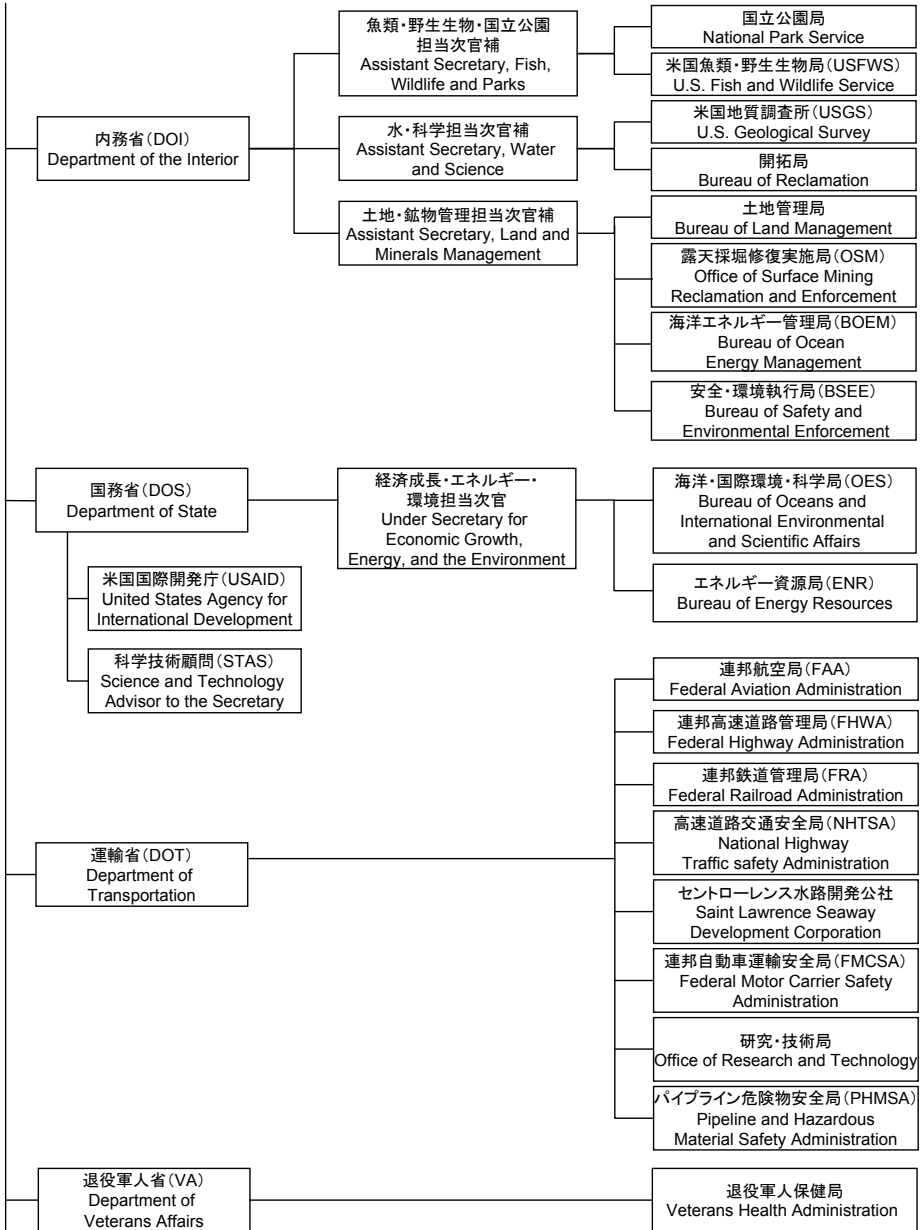 内務省(DOI)
Department of the Interior
魚類・野生生物・国立公園
担当次官補
Assistant Secretary, Fish,
Wildlife and Parks
国立公園局
National Park Service
米国魚類・野生生物局(USFWS)
U.S. Fish and Wildlife Service
水・科学担当次官補
Assistant Secretary, Water
and Science
米国地質調査所(USGS)
U.S. Geological Survey
開拓局
Bureau of Reclamation
土地・鉱物管理担当次官補
Assistant Secretary, Land and
Minerals Management
土地管理局
Bureau of Land Management
露天採堀修復実施局(OSM)
Office of Surface Mining
Reclamation and Enforcement
海洋エネルギー管理局(BOEM)
Bureau of Ocean
Energy Management
安全・環境執行局(BSEE)
Bureau of Safety and
Environmental Enforcement
国務省(DOS)
Department of State
経済成長・エネルギー・
環境担当次官
Under Secretary for
Economic Growth,
Energy, and the Environment
海洋・国際環境・科学局(OES)
Bureau of Oceans and
International Environmental
and Scientific Affairs
エネルギー資源局(ENR)
Bureau of Energy Resources
米国国際開発庁(USAID)
United States Agency for
International Development
科学技術顧問(STAS)
Science and Technology
Advisor to the Secretary
運輸省(DOT)
Department of
Transportation
連邦航空局(FAA)
Federal Aviation Administration
連邦高速道路管理局(FHWA)
Federal Highway Administration
連邦鉄道管理局(FRA)
Federal Railroad Administration
高速道路交通安全局(NHTSA)
National Highway
Traffic safety Administration
セントローレンス水路開発公社
Saint Lawrence Seaway
Development Corporation
連邦自動車運輸安全局(FMCSA)
Federal Motor Carrier Safety
Administration
研究・技術局
Office of Research and Technology
パイプライン危険物安全局(PHMSA)
Pipeline and Hazardous
Material Safety Administration
退役軍人省(VA)
Department of
Veterans Affairs
退役軍人保健局
Veterans Health Administration